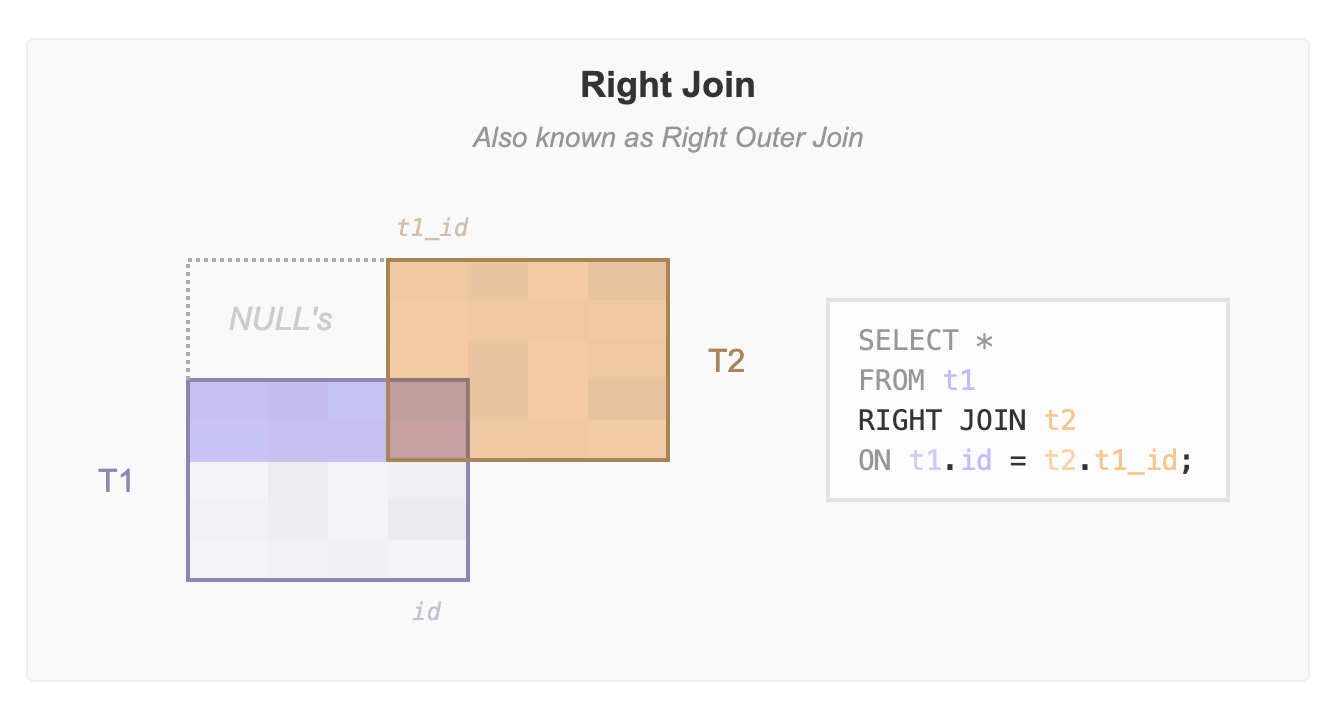 Right Join
Also known as Right Outer Join
t1_id
NULL's
T2
T1
id
SELECT *
FROM t1
RIGHT JOIN t2
ON t1.id = t2.t1_id;